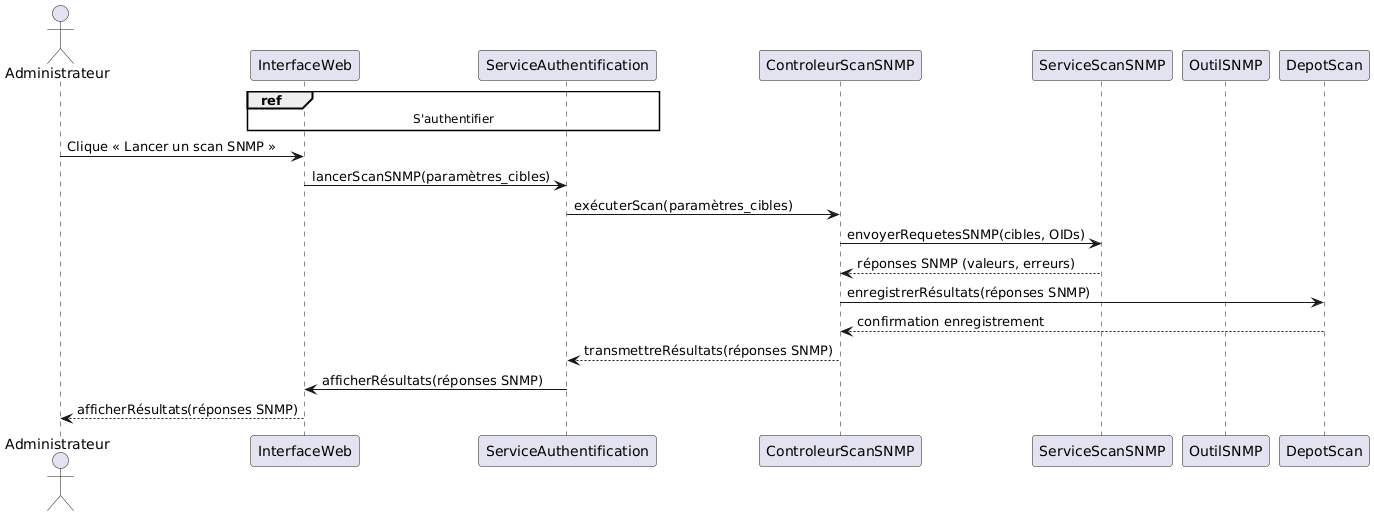 Administrateur
InterfaceWeb
ServiceAuthentification
ControleurScanSNMP
ServiceScanSNMP
OutilSNMP
DepotScan
ref
S'authentifier
Clique « Lancer un scan SNMP »
lancerScanSNMP(paramètres_cibles)
exécuterScan(paramètres_cibles)
envoyerRequetesSNMP(cibles, OIDs)
réponses SNMP (valeurs, erreurs)
enregistrerRésultats(réponses SNMP)
confirmation enregistrement
transmettreRésultats(réponses SNMP)
afficherRésultats(réponses SNMP)
afficherRésultats(réponses SNMP)
Administrateur
InterfaceWeb
ServiceAuthentification
ControleurScanSNMP
ServiceScanSNMP
OutilSNMP
DepotScan